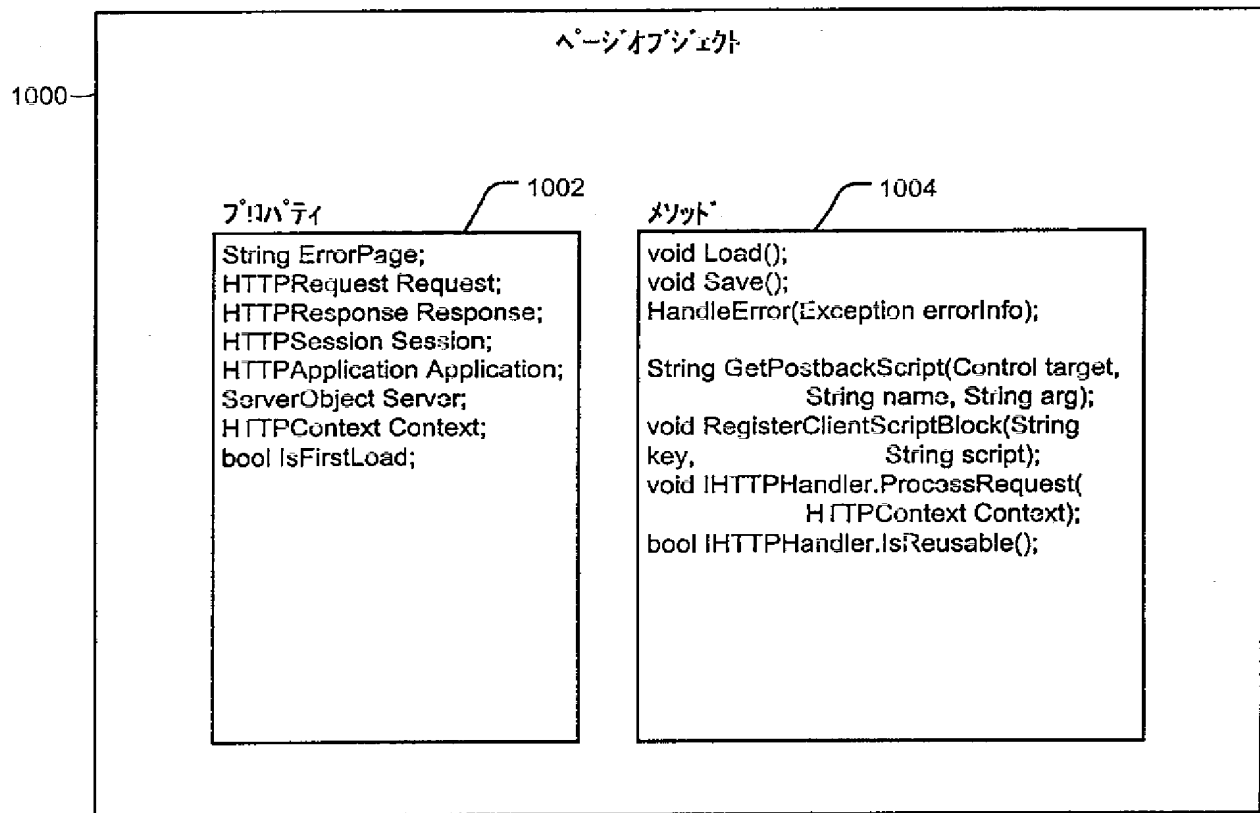 ページオブジェクト
1000
1002
プロパティ
String ErrorPage;
HTTPRequest Request;
HTTPResponse Response;
HTTPSession Session;
HTTPApplication Application;
ServerObject Server;
HTTPContext Context;
bool IsFirstLoad;
1004
メソッド
void Load();
void Save();
HandleError(Exception errorInfo);
String GetPostbackScript(Control target,
String name, String arg);
void RegisterClientScriptBlock(String
key, String script);
void IHTTPHandler.ProcessRequest(
HTTPContext Context);
bool IHTTPHandler.IsReusable();